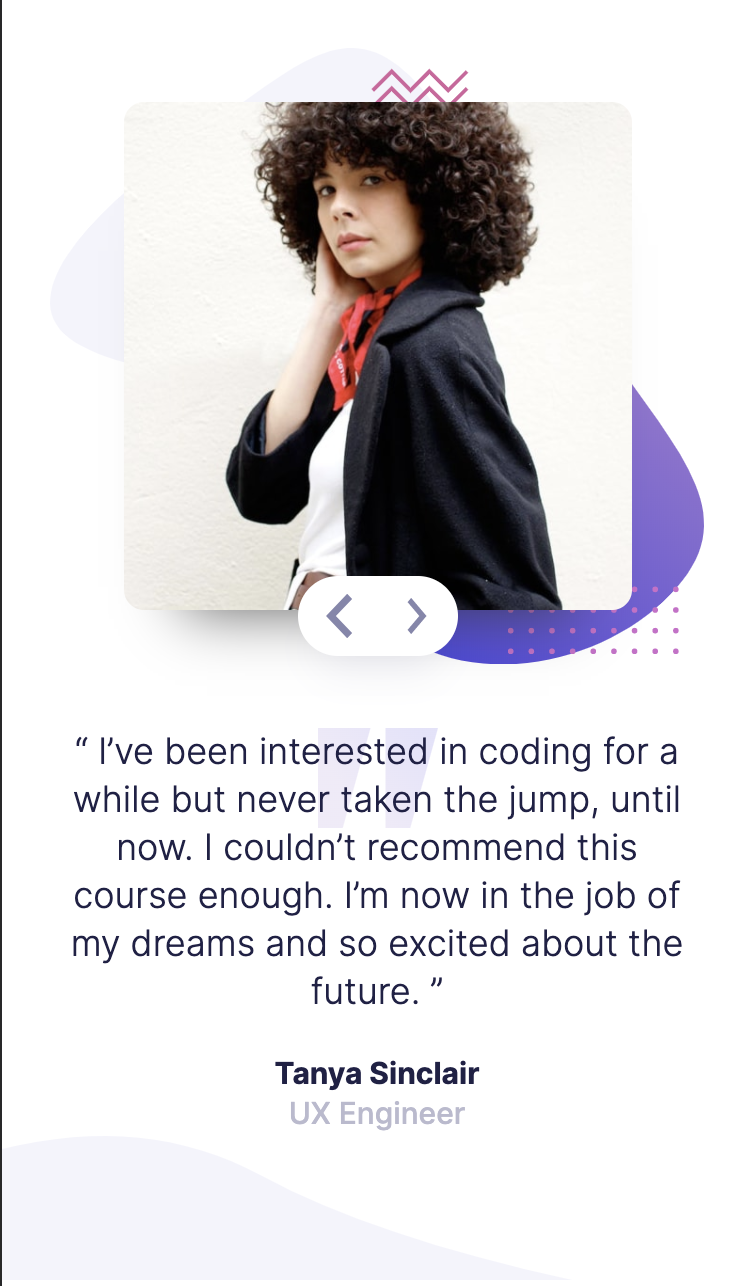 “ I’ve been interested in coding for a
while but never taken the jump, until
now. I couldn’t recommend this
course enough. I’m now in the job of
my dreams and so excited about the
future. ”
Tanya Sinclair
UX Engineer